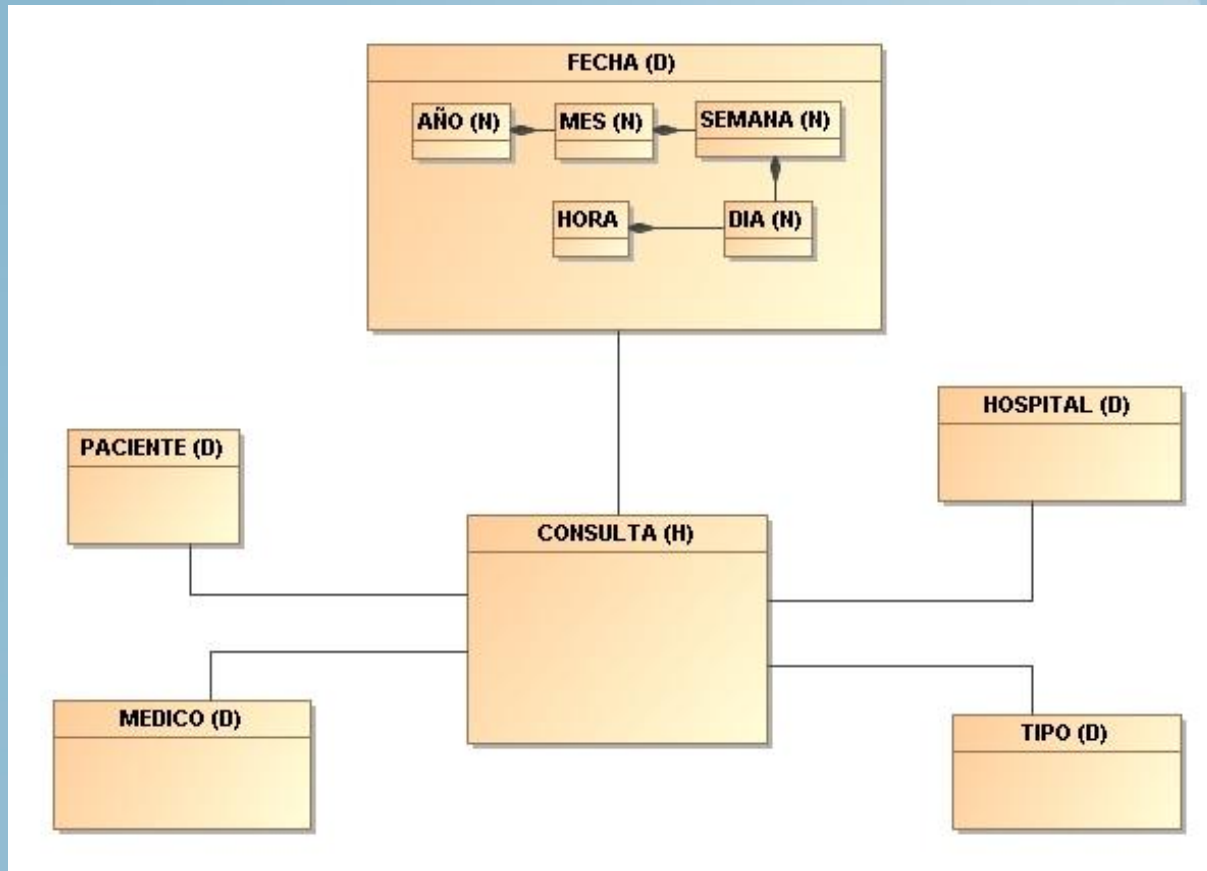 FECHA (D)
AÑO (N)
MES (N)
SEMANA (N)
HORA
DIA (N)
PACIENTE (D)
HOSPITAL (D)
CONSULTA (H)
MEDICO (D)
TIPO (D)